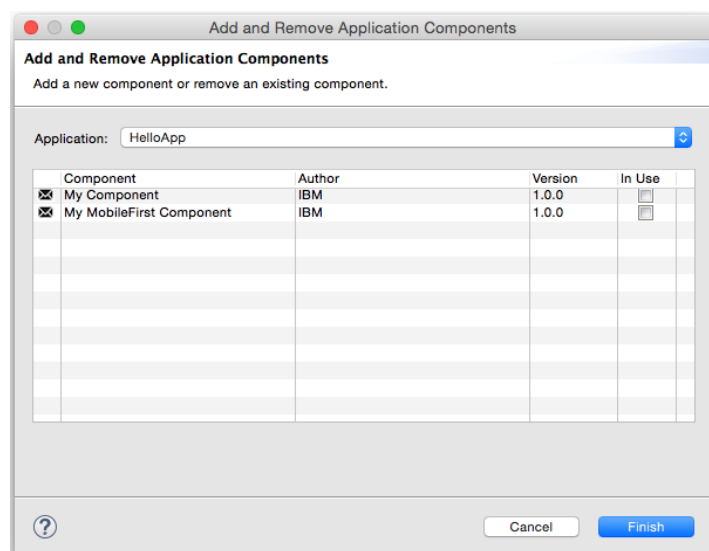 Add and Remove Application Components
Add and Remove Application Components
Add a new component or remove an existing component.
Application: HelloApp
Component Author Version In Use
My Component IBM 1.0.0
My MobileFirst Component IBM 1.0.0
? Cancel Finish